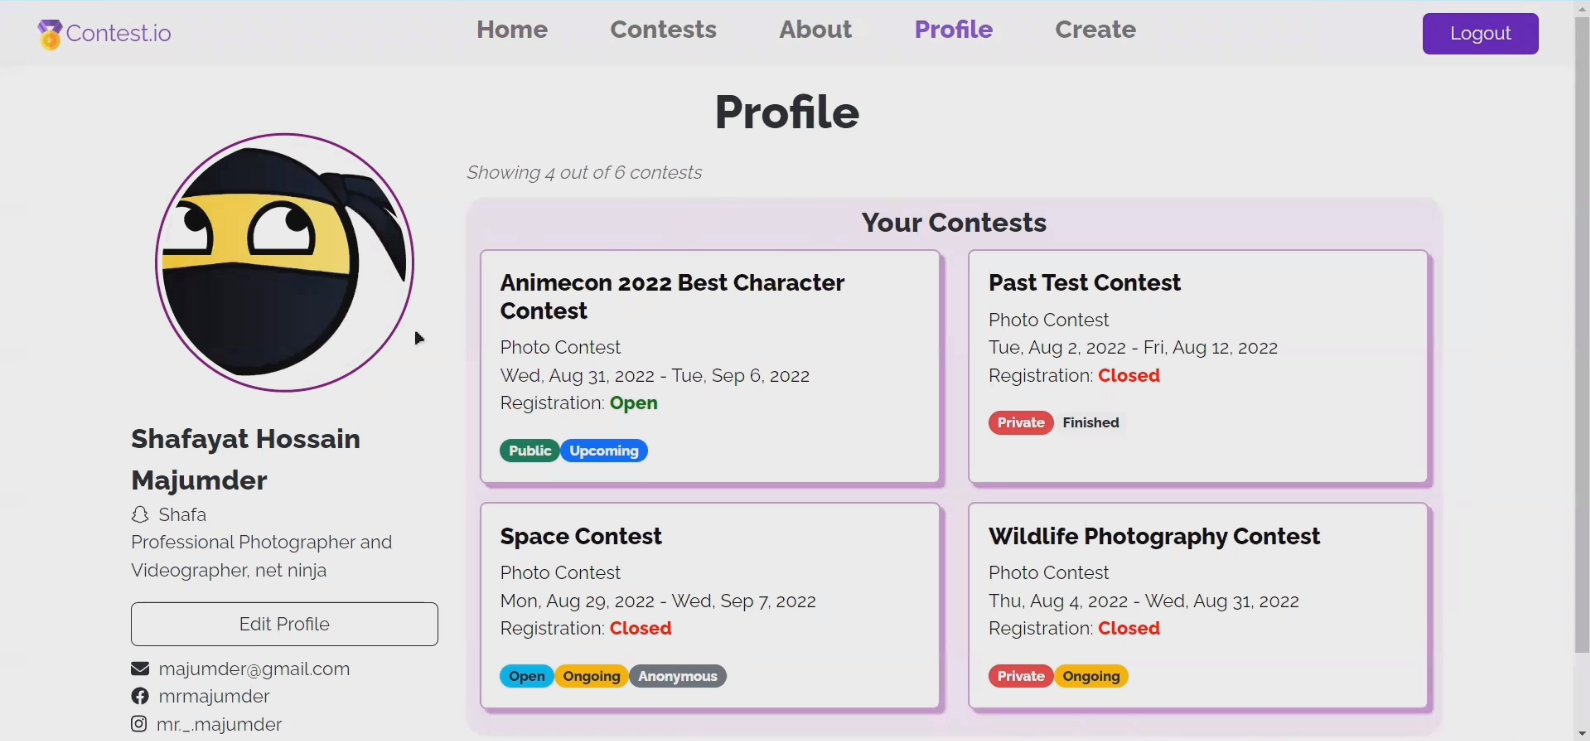 Contest.io
Home Contests About Profile Create
Logout
Profile
Showing 4 out of 6 contests
Your Contests
Animecon 2022 Best Character
Contest
Photo Contest
Wed, Aug 31, 2022 - Tue, Sep 6, 2022
Registration: Open
Public Upcoming
Past Test Contest
Photo Contest
Tue, Aug 2, 2022 - Fri, Aug 12, 2022
Registration: Closed
Private Finished
Space Contest
Photo Contest
Mon, Aug 29, 2022 - Wed, Sep 7, 2022
Registration: Closed
Open Ongoing Anonymous
Wildlife Photography Contest
Photo Contest
Thu, Aug 4, 2022 - Wed, Aug 31, 2022
Registration: Closed
Private Ongoing
Shafayat Hossain
Majumder
Shafa
Professional Photographer and
Videographer, net ninja
Edit Profile
majumder@gmail.com
mrmajumder
mr._.majumder